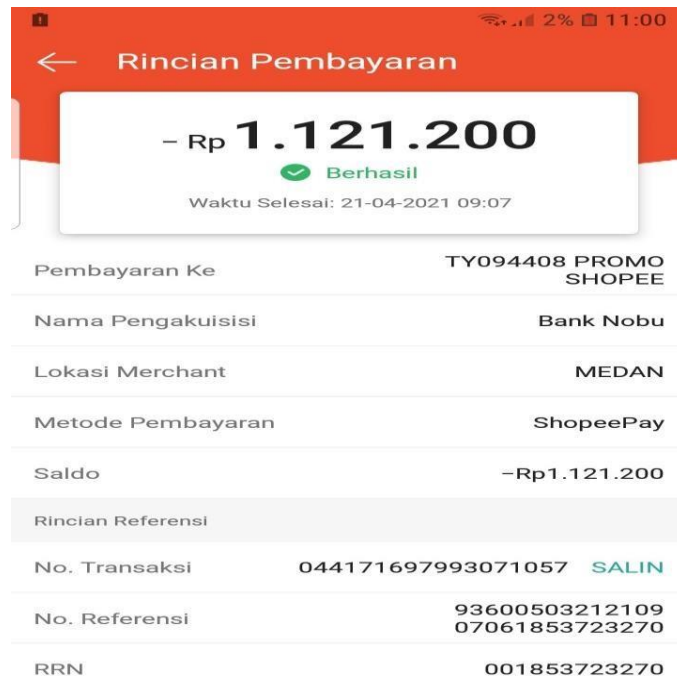 2% 11:00
Rincian Pembayaran
- Rp 1.121.200
Berhasil
Waktu Selesai: 21-04-2021 09:07
Pembayaran Ke TY094408 PROMO
SHOPEE
Nama Pengakuisisi Bank Nobu
Lokasi Merchant MEDAN
Metode Pembayaran ShopeePay
Saldo -Rp1.121.200
Rincian Referensi
No. Transaksi 044171697993071057 SALIN
No. Referensi 93600503212109
07061853723270
RRN 001853723270